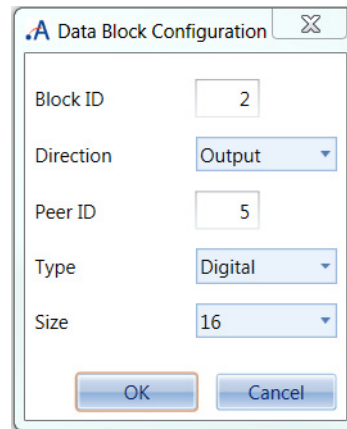 Data Block Configuration
Block ID 2
Direction Output
Peer ID 5
Type Digital
Size 16
OK Cancel